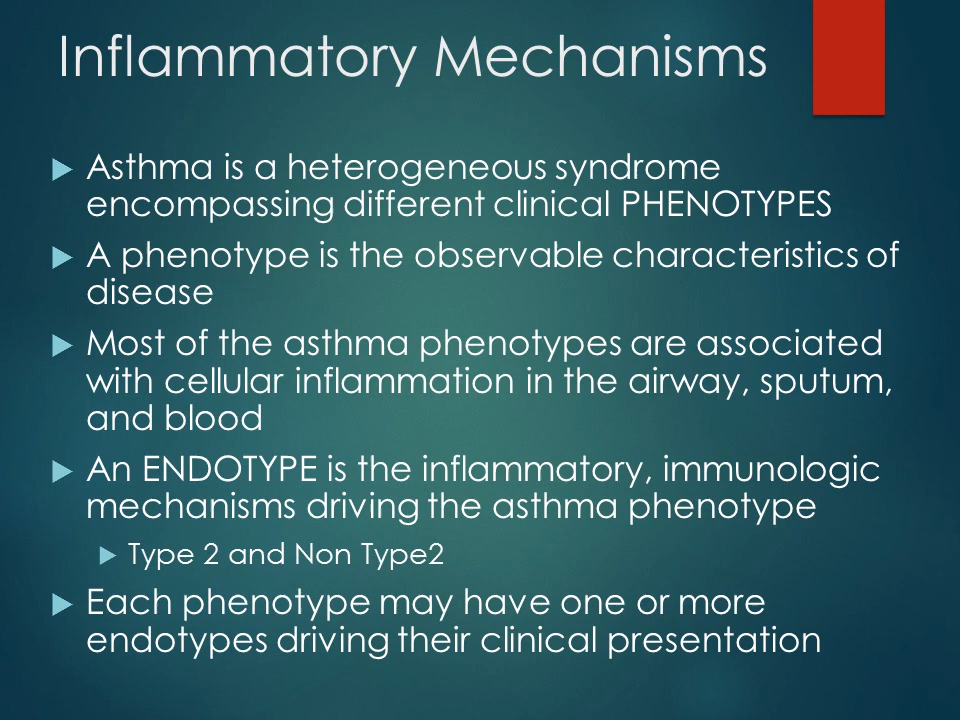 Inflammatory Mechanisms
Asthma is a heterogeneous syndrome
encompassing different clinical PHENOTYPES
A phenotype is the observable characteristics of
disease
Most of the asthma phenotypes are associated
with cellular inflammation in the airway, sputum,
and blood
An ENDOTYPE is the inflammatory, immunologic
mechanisms driving the asthma phenotype
Type 2 and Non Type2
Each phenotype may have one or more
endotypes driving their clinical presentation